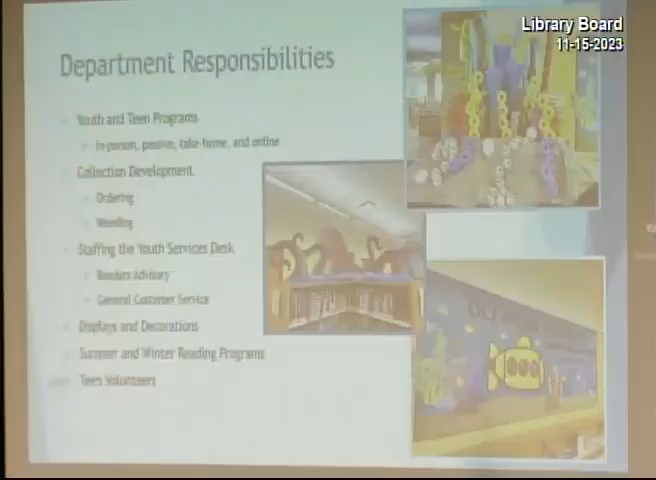 Library Board
11-15-2023
Department Responsibilities
Youth and Teen Programs
In-person, passive, take-home, and online
Collection Development
Ordering
Weeding
Staffing the Youth Services Desk
Readers Advisory
General Customer Service
Displays and Decorations
Summer and Winter Reading Programs
Teen Volunteers